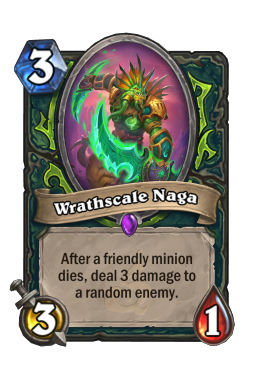 3
Wrathscale Naga
After a friendly minion
dies, deal 3 damage to
a random enemy.
3
1